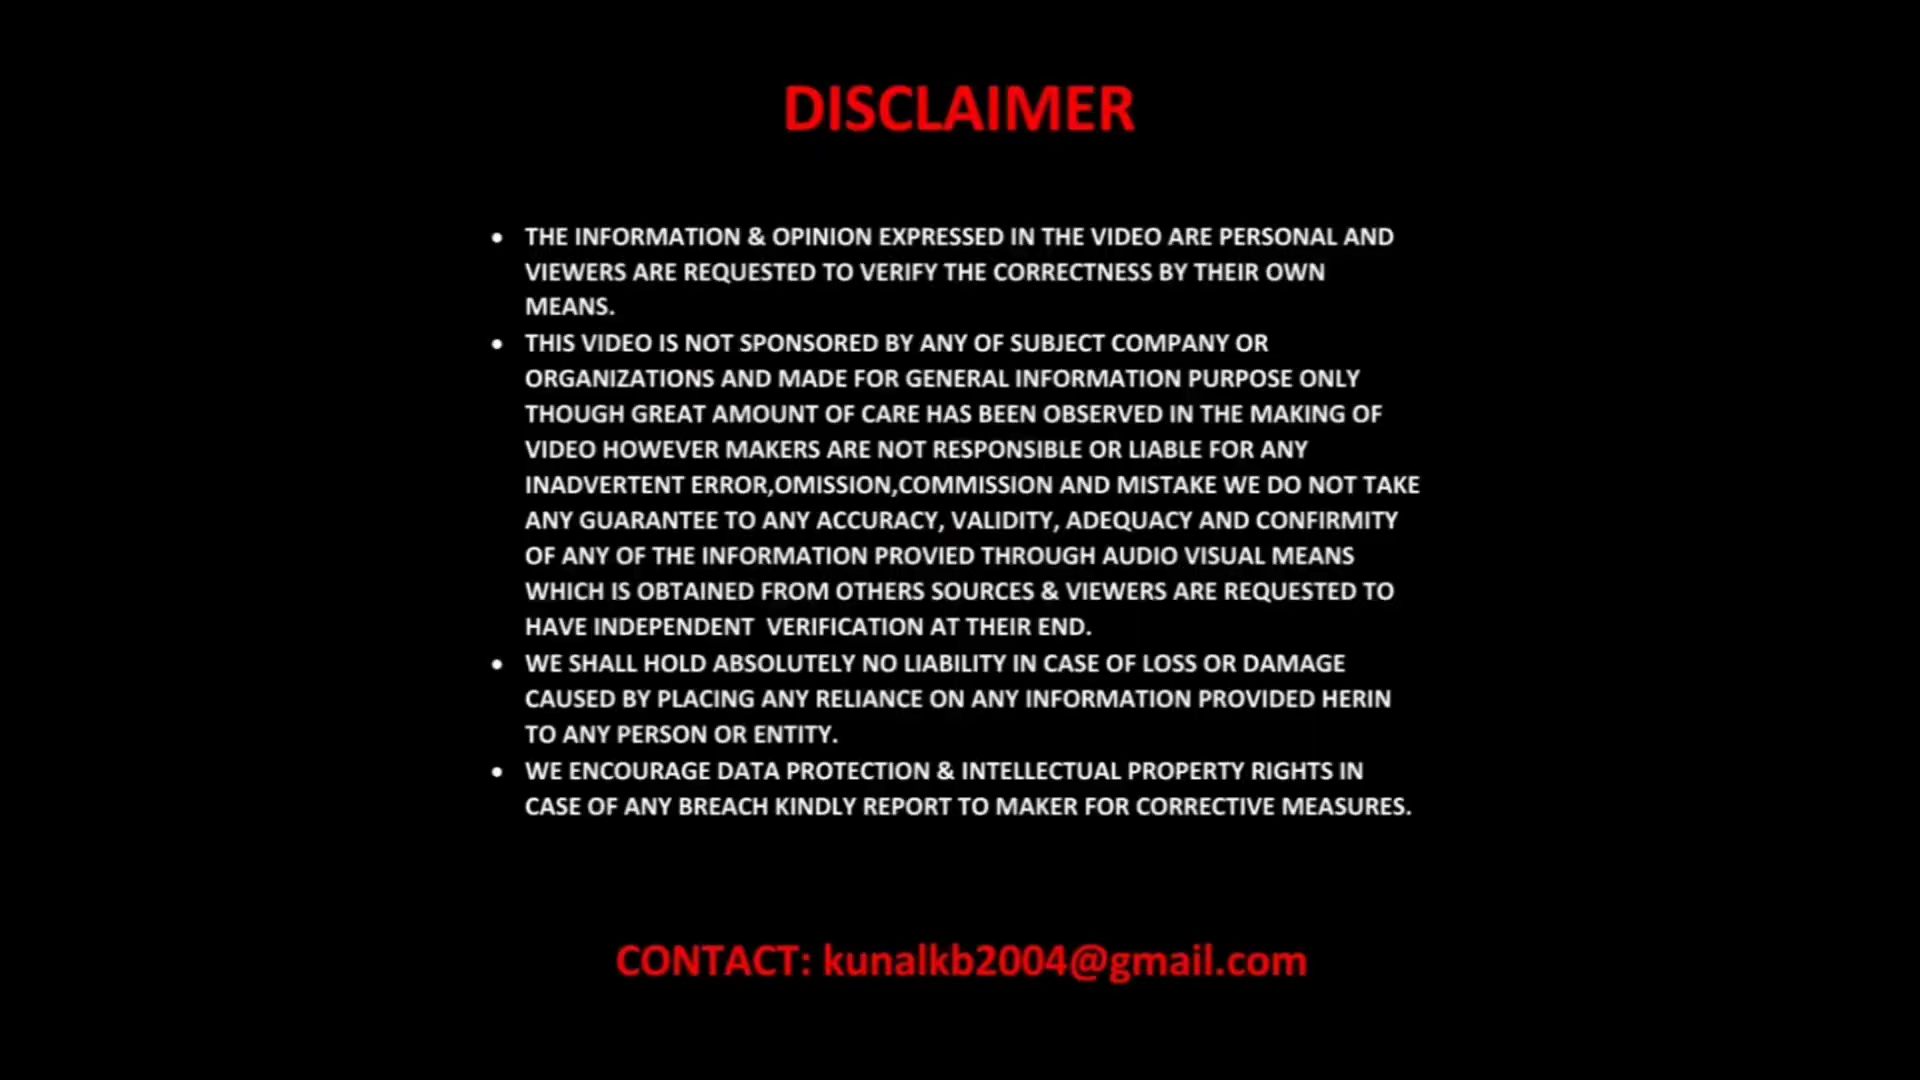 DISCLAIMER
• THE INFORMATION & OPINION EXPRESSED IN THE VIDEO ARE PERSONAL AND
VIEWERS ARE REQUESTED TO VERIFY THE CORRECTNESS BY THEIR OWN
MEANS.
• THIS VIDEO IS NOT SPONSORED BY ANY OF SUBJECT COMPANY OR
ORGANIZATIONS AND MADE FOR GENERAL INFORMATION PURPOSE ONLY
THOUGH GREAT AMOUNT OF CARE HAS BEEN OBSERVED IN THE MAKING OF
VIDEO HOWEVER MAKERS ARE NOT RESPONSIBLE OR LIABLE FOR ANY
INADVERTENT ERROR,OMISSION,COMMISSION AND MISTAKE WE DO NOT TAKE
ANY GUARANTEE TO ANY ACCURACY, VALIDITY, ADEQUACY AND CONFIRMITY
OF ANY OF THE INFORMATION PROVIED THROUGH AUDIO VISUAL MEANS
WHICH IS OBTAINED FROM OTHERS SOURCES & VIEWERS ARE REQUESTED TO
HAVE INDEPENDENT  VERIFICATION AT THEIR END.
• WE SHALL HOLD ABSOLUTELY NO LIABILITY IN CASE OF LOSS OR DAMAGE
CAUSED BY PLACING ANY RELIANCE ON ANY INFORMATION PROVIDED HERIN
TO ANY PERSON OR ENTITY.
• WE ENCOURAGE DATA PROTECTION & INTELLECTUAL PROPERTY RIGHTS IN
CASE OF ANY BREACH KINDLY REPORT TO MAKER FOR CORRECTIVE MEASURES.
CONTACT: kunalkb2004@gmail.com